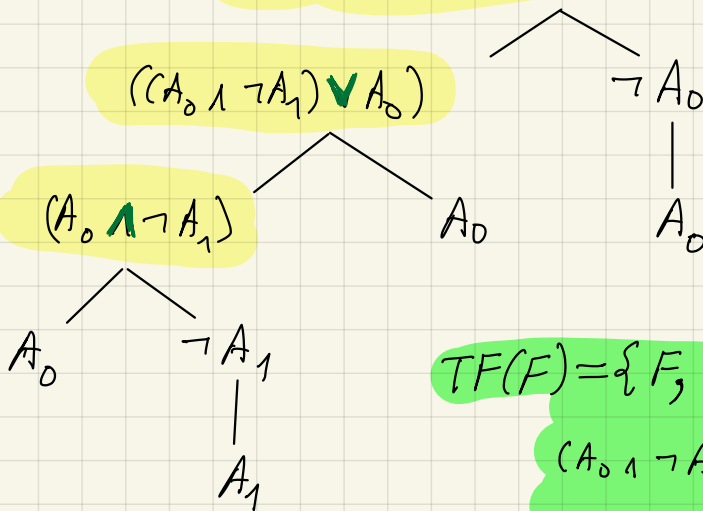 ((A₀ ∧ ¬A₁) ∨ A₀)
¬A₀
(A₀ ∧ ¬A₁)
A₀
A₀
A₀
¬A₁
TF(F) = { F,
(A₀ ∧ ¬A
A₁